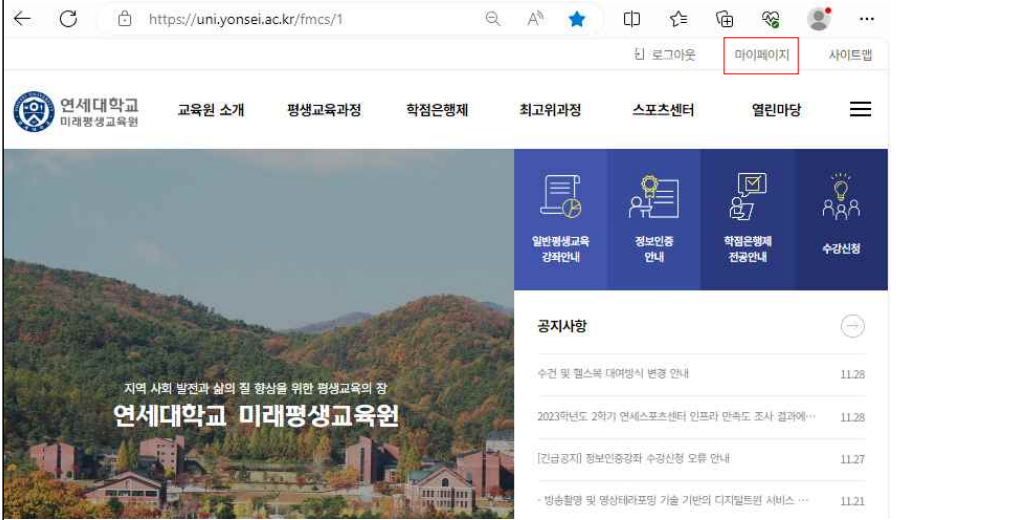 https://uni.yonsei.ac.kr/fmcs/1
로그아웃
마이페이지
사이트맵
연세대학교
미래평생교육원
교육원 소개
평생교육과정
학점은행제
최고위과정
스포츠센터
열린마당
일반평생교육
강좌안내
정보인증
안내
학점은행제
전공안내
수강신청
지역 사회 발전과 삶의 질 향상을 위한 평생교육의 장
연세대학교 미래평생교육원
공지사항
수건 및 헬스복 대여방식 변경 안내 11.28
2023학년도 2학기 연세스포츠센터 인프라 만족도 조사 결과에… 11.28
[긴급공지] 정보인증강좌 수강신청 오류 안내 11.27
- 방송촬영 및 영상테라포밍 기술 기반의 디지털트윈 서비스 … 11.21